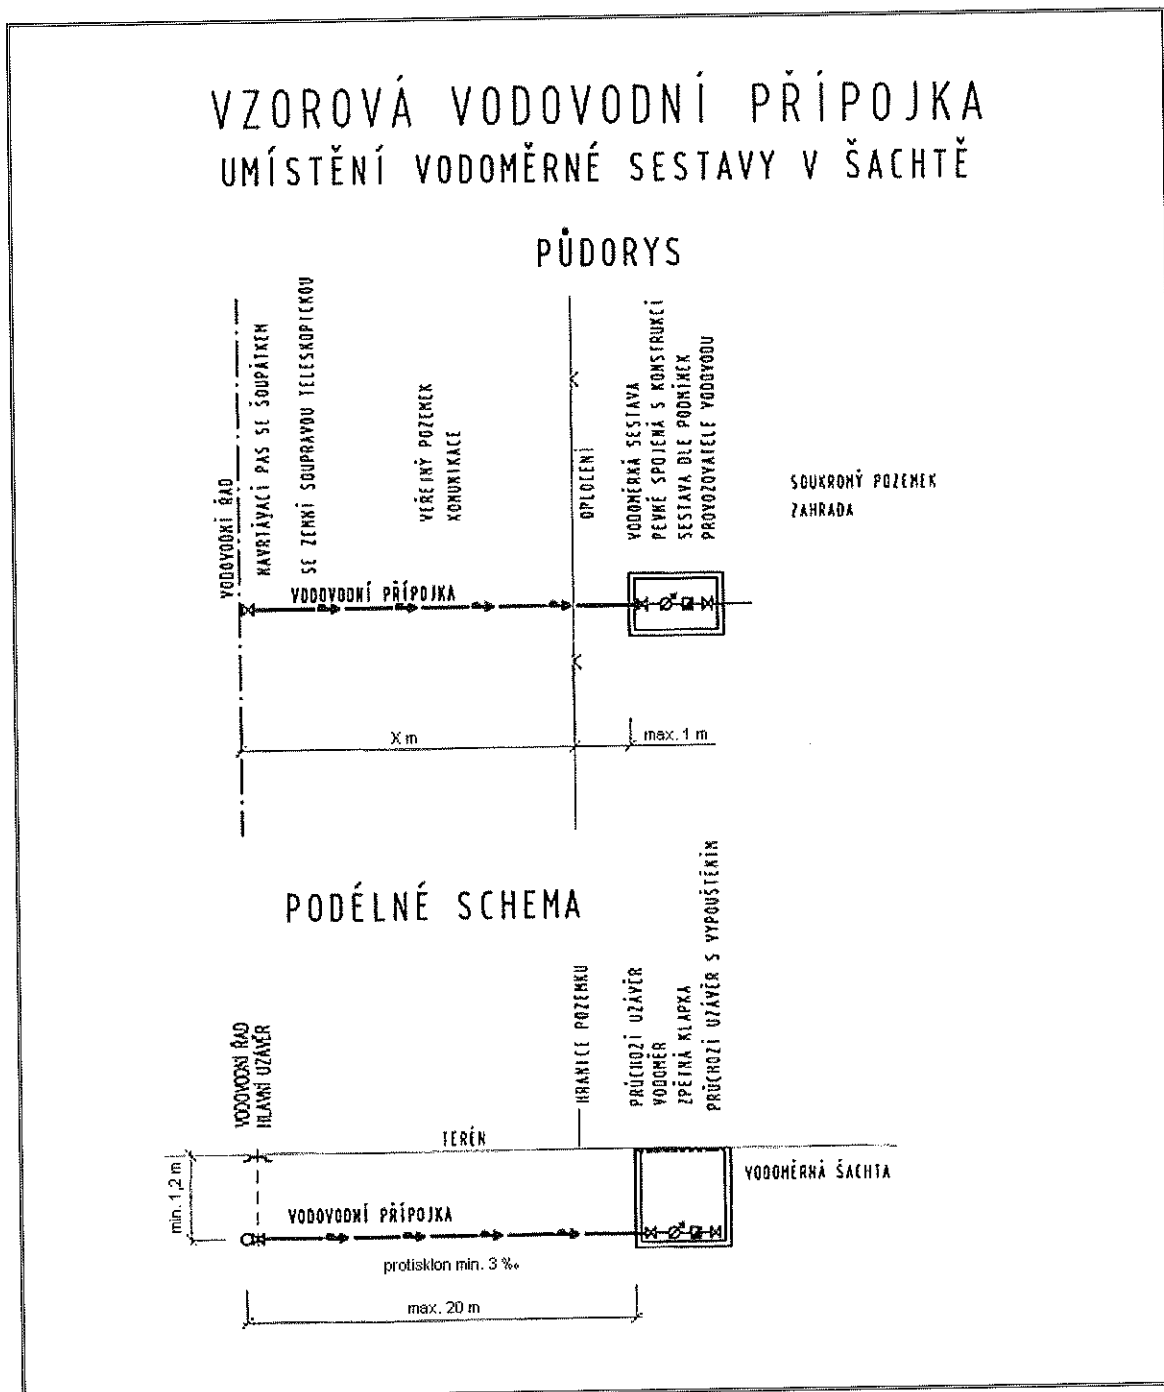 VZOROVÁ VODOVODNÍ PŘÍPOJKA
UMÍSTĚNÍ VODOMĚRNÉ SESTAVY V ŠACHTĚ
PŮDORYS
VODOVODNÍ ŘAD
NAVRTÁVACÍ PAS SE ŠOUPÁTKEM
SE ZEMNÍ SOUPRAVOU TELESKOPICKOU
VEŘEJNÝ POZEMEK
KOMUNIKACE
OPLOCENÍ
VODOMĚRNÁ SESTAVA
PEVNĚ SPOJENÁ S KONSTRUKCÍ
SESTAVA DLE PODMÍNEK
PROVOZOVATELE VODOVODU
SOUKROMÝ POZEMEK
ZAHRADA
VODOVODNÍ PŘÍPOJKA
X m
max. 1 m
PODÉLNÉ SCHEMA
VODOVODNÍ ŘAD
HLAVNÍ UZÁVĚR
HRANICE POZEMKU
PRŮCHOZÍ UZÁVĚR
VODOMĚR
ZPĚTNÁ KLAPKA
PRŮCHOZÍ UZÁVĚR S VYPOUŠTĚNÍM
TERÉN
VODOMĚRNÁ ŠACHTA
min. 1,2 m
VODOVODNÍ PŘÍPOJKA
protisklon min. 3 ‰
max. 20 m